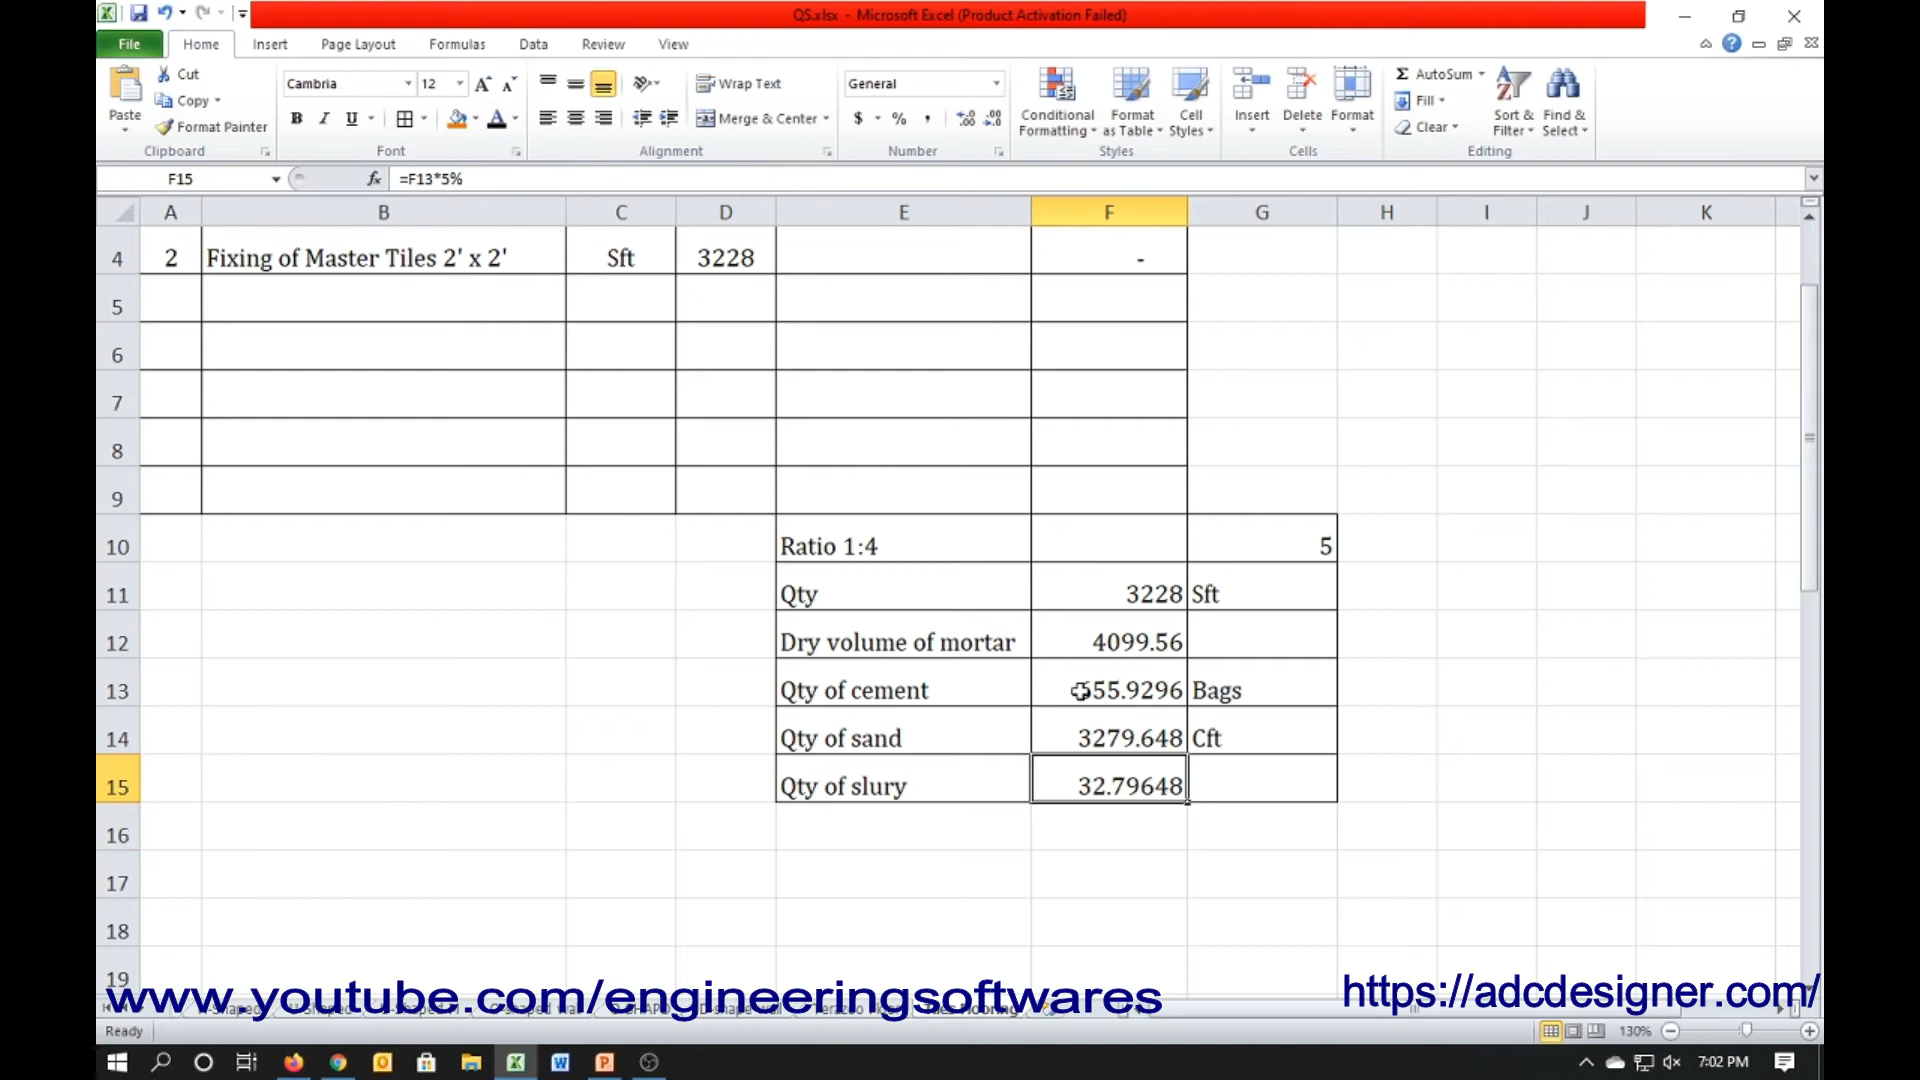 QS.xlsx - Microsoft Excel (Product Activation Failed)
File Home Insert Page Layout Formulas Data Review View
Paste
Cut
Copy
Format Painter
Clipboard
Cambria 12
B I U
Font
Wrap Text
Merge & Center
Alignment
General
$ % ,
Number
Conditional Formatting
Format as Table
Cell Styles
Styles
Insert Delete Format
Cells
Σ AutoSum
Fill
Clear
Sort & Filter
Find & Select
Editing
F15 fx =F13*5%
A B C D E F G H I J K
4 2 Fixing of Master Tiles 2' x 2' Sft 3228 -
5
6
7
8
9
10 Ratio 1:4 5
11 Qty 3228 Sft
12 Dry volume of mortar 4099.56
13 Qty of cement 55.9296 Bags
14 Qty of sand 3279.648 Cft
15 Qty of slury 32.79648
16
17
18
19
www.youtube.com/engineeringsoftwares https://adcdesigner.com/
Ready 130%
7:02 PM